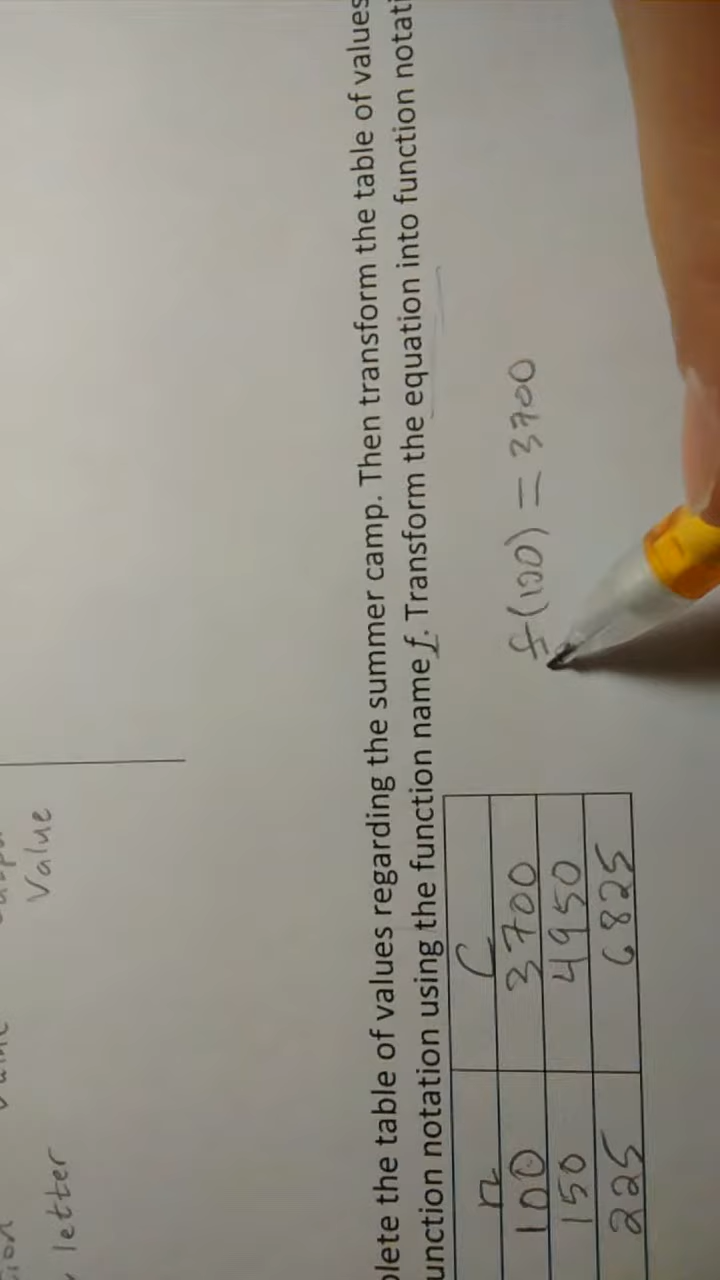 Value
letter
plete the table of values regarding the summer camp. Then transform the table of values
unction notation using the function name f. Transform the equation into function notati
n C
100 3700 f(100) = 3700
150 4950 f
225 6825